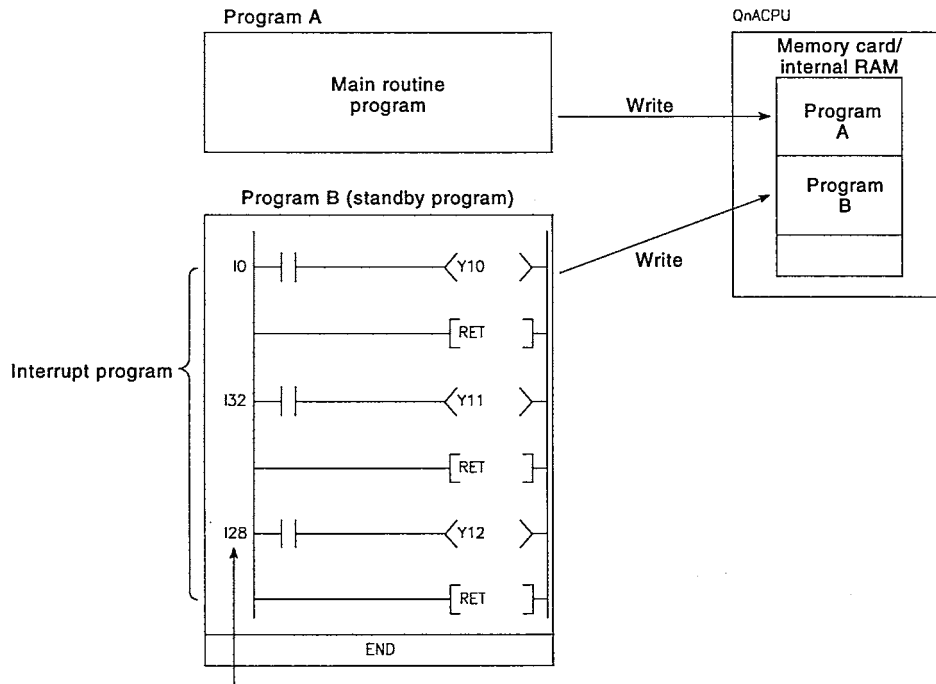 Program A
Main routine
program
Write
QnACPU
Memory card/
internal RAM
Program
A
Program
B
Write
Program B (standby program)
Interrupt program
I0
Y10
RET
I32
Y11
RET
I28
Y12
RET
END